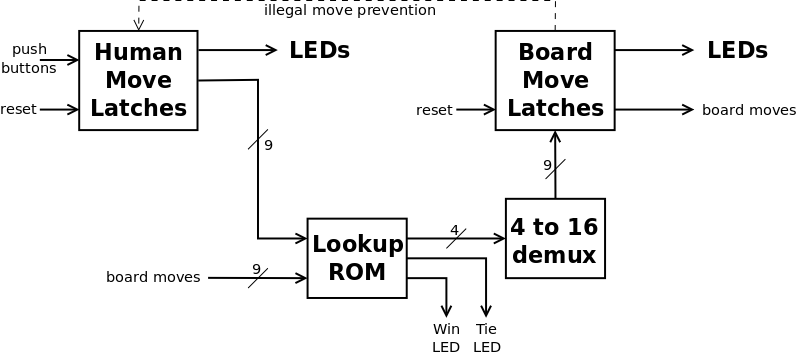 illegal move prevention
push
buttons
reset
Human
Move
Latches
LEDs
reset
Board
Move
Latches
LEDs
board moves
9
9
Lookup
ROM
4
4 to 16
demux
board moves
9
Win
LED
Tie
LED